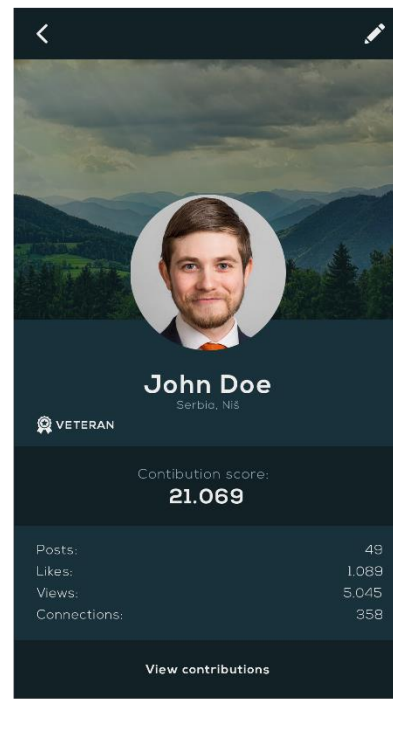 John Doe
Serbia, Niš
VETERAN
Contibution score:
21.069
Posts: 49
Likes: 1.089
Views: 5.045
Connections: 358
View contributions